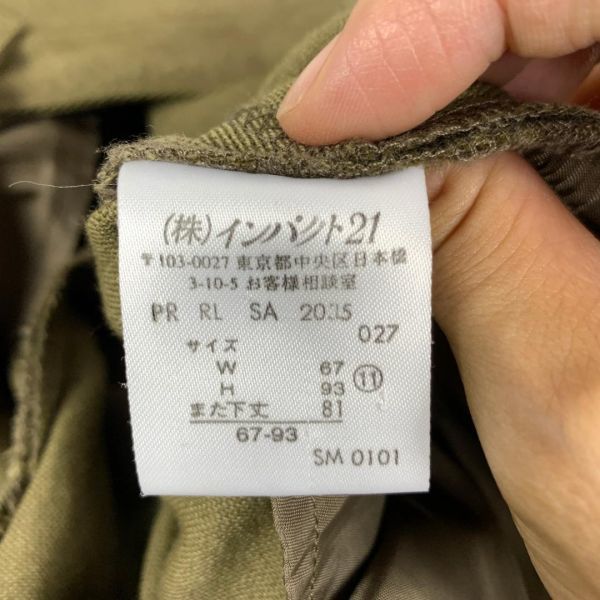 (株)インパクト21
〒103-0027 東京都中央区日本橋
3-10-5 お客様相談室
PR RL SA 2035
027
サイズ
W 67
H 93 ⑪
また下丈 81
67-93
SM 0101